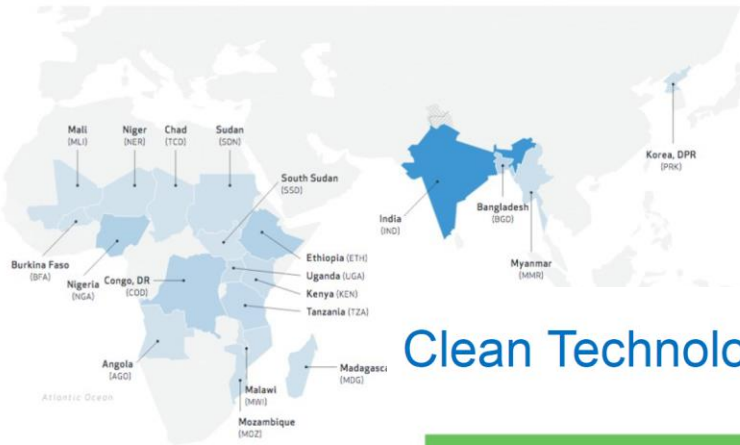 Mali
(MLI)
Niger
(NER)
Chad
(TCD)
Sudan
(SDN)
South Sudan
(SSD)
Korea, DPR
(PRK)
India
(IND)
Bangladesh
(BGD)
Myanmar
(MMR)
Burkina Faso
(BFA)
Nigeria
(NGA)
Congo, DR
(COD)
Ethiopia (ETH)
Uganda (UGA)
Kenya (KEN)
Tanzania (TZA)
Angola
(AGO)
Malawi
(MWI)
Madagasc
(MDG)
Mozambique
(MOZ)
Atlantic Ocean
Clean Technolo